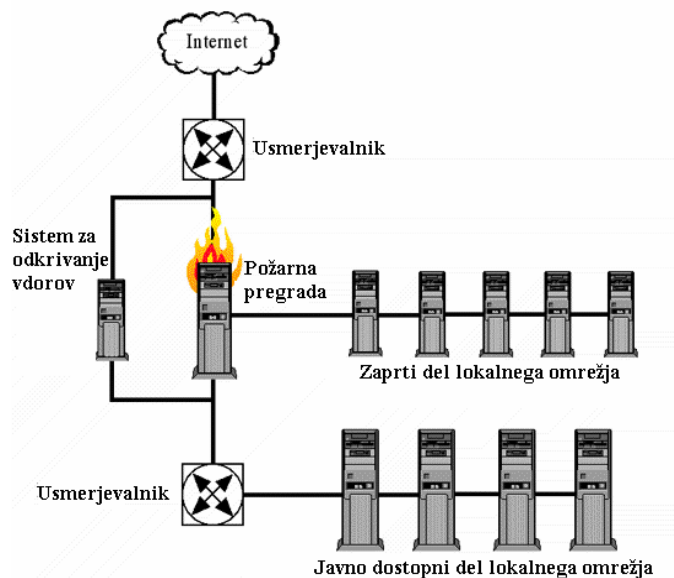 Internet
Usmerjevalnik
Sistem za
odkrivanje
vdorov
Požarna
pregrada
Zaprti del lokalnega omrežja
Usmerjevalnik
Javno dostopni del lokalnega omrežja